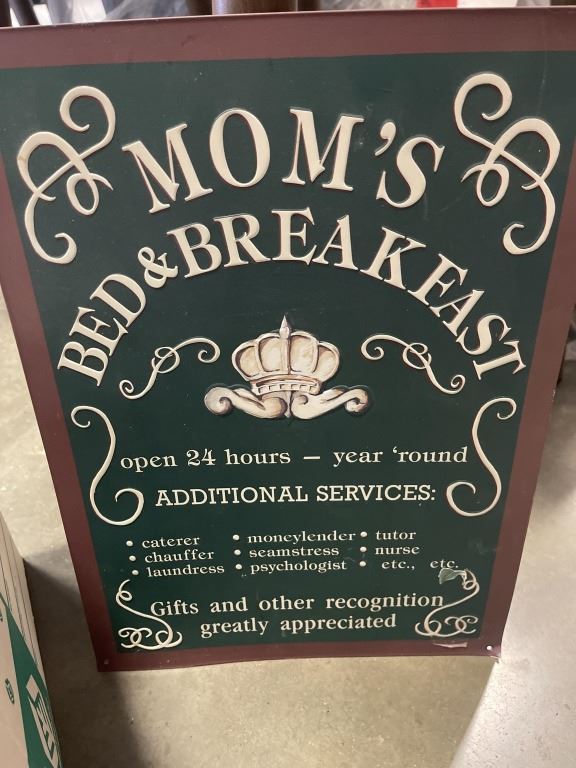 MOM'S
BED & BREAKFAST
open 24 hours — year 'round
ADDITIONAL SERVICES:
• caterer • moneylender • tutor
• chauffer • seamstress • nurse
• laundress • psychologist • etc., etc.
Gifts and other recognition
greatly appreciated